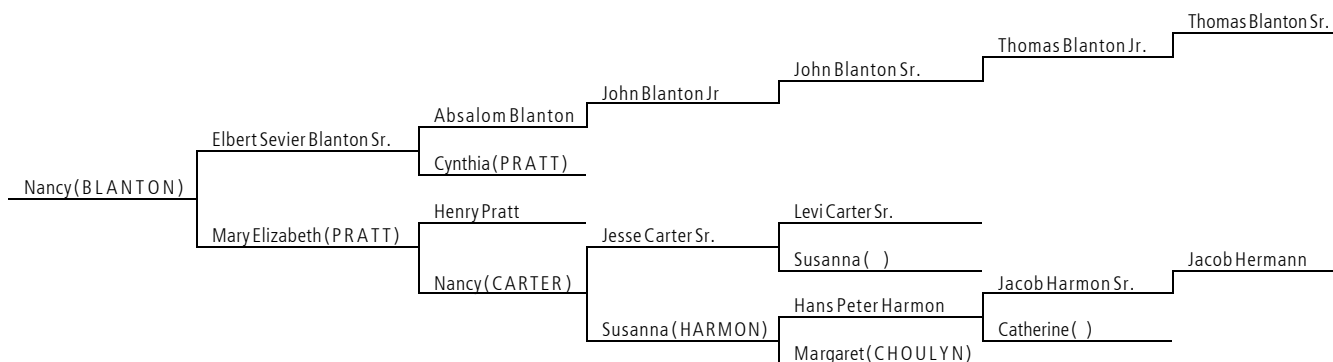 Thomas Blanton Sr.
Thomas Blanton Jr.
John Blanton Sr.
John Blanton Jr
Absalom Blanton
Elbert Sevier Blanton Sr.
Cynthia (PRATT)
Nancy (BLANTON)
Henry Pratt
Levi Carter Sr.
Mary Elizabeth (PRATT)
Jesse Carter Sr.
Susanna ( )
Jacob Hermann
Nancy (CARTER)
Jacob Harmon Sr.
Hans Peter Harmon
Susanna (HARMON)
Catherine ( )
Margaret (CHOULYN)